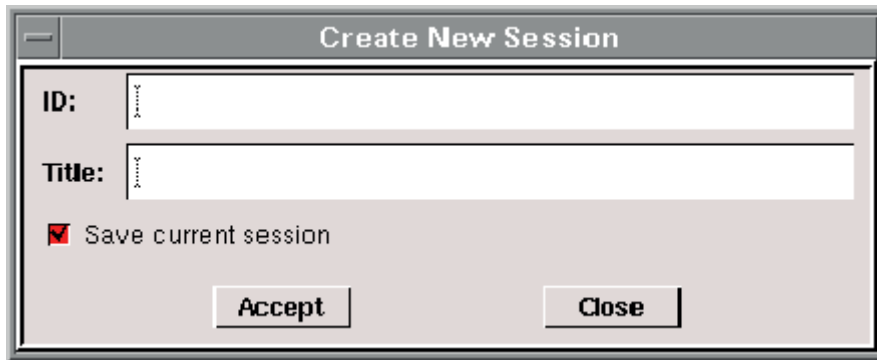 Create New Session
ID:
Title:
Save current session
Accept Close